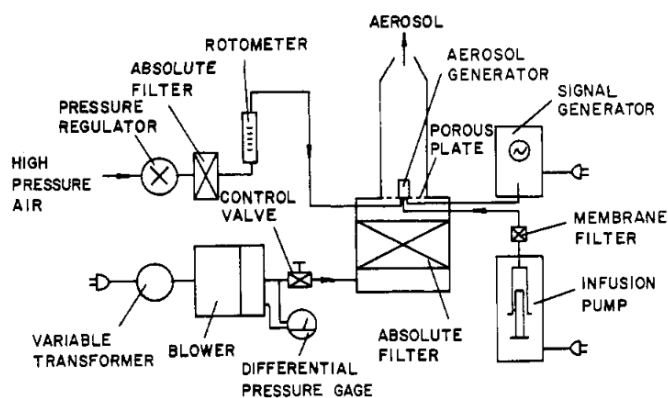 AEROSOL
ROTOMETER
ABSOLUTE
FILTER
PRESSURE
REGULATOR
HIGH
PRESSURE
AIR
AEROSOL
GENERATOR
SIGNAL
GENERATOR
POROUS
PLATE
CONTROL
VALVE
MEMBRANE
FILTER
INFUSION
PUMP
VARIABLE
TRANSFORMER
BLOWER
DIFFERENTIAL
PRESSURE GAGE
ABSOLUTE
FILTER